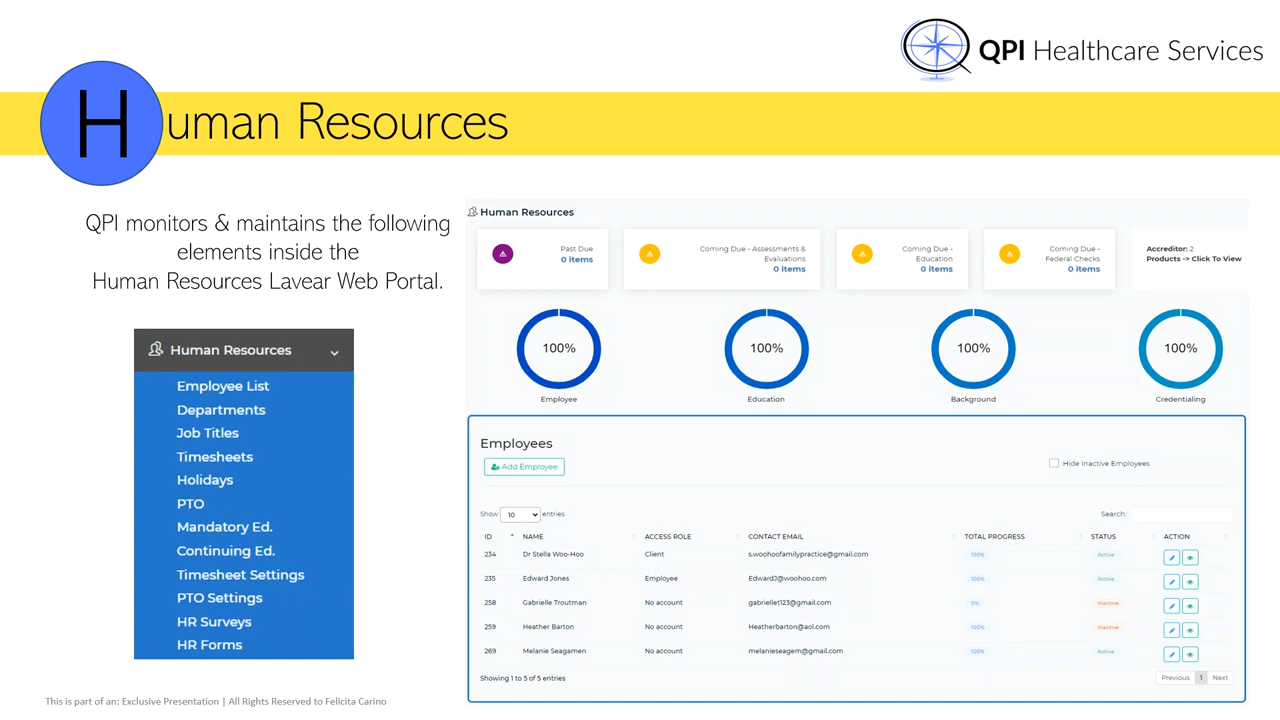 QPI Healthcare Services
Human Resources
QPI monitors & maintains the following
elements inside the
Human Resources Lavear Web Portal.
Human Resources
Employee List
Departments
Job Titles
Timesheets
Holidays
PTO
Mandatory Ed.
Continuing Ed.
Timesheet Settings
PTO Settings
HR Surveys
HR Forms
Human Resources
Past Due
0 items
Coming Due - Assessments &
Evaluations
0 items
Coming Due -
Education
0 items
Coming Due -
Federal Checks
0 items
Accreditor: 2
Products -> Click To View
100% 100% 100% 100%
Employee Education Background Credentialing
Employees
Add Employee
Hide Inactive Employees
Show 10 entries Search:
ID NAME ACCESS ROLE CONTACT EMAIL TOTAL PROGRESS STATUS ACTION
234 Dr Stella Woo-Hoo Client s.woohoofamilypractice@gmail.com 100% Active
235 Edward Jones Employee EdwardJ@woohoo.com 100% Active
258 Gabrielle Troutman No account gabriellet123@gmail.com 0% Inactive
259 Heather Barton No account Heatherbarton@aol.com 100% Inactive
269 Melanie Seagamen No account melanieseagem@gmail.com 100% Active
Showing 1 to 5 of 5 entries Previous 1 Next
This is part of an: Exclusive Presentation | All Rights Reserved to Felicita Carino